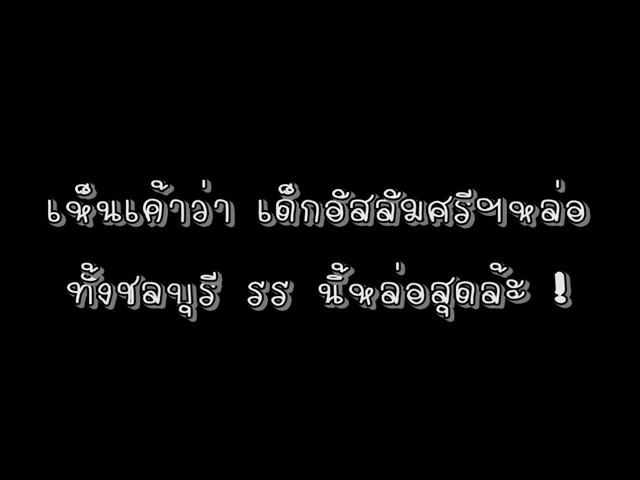 เห็นเค้าว่า เด็กอัสสัมศรีฯหล่อ
ทั้งชลบุรี รร นี้หล่อสุดล้ะ !